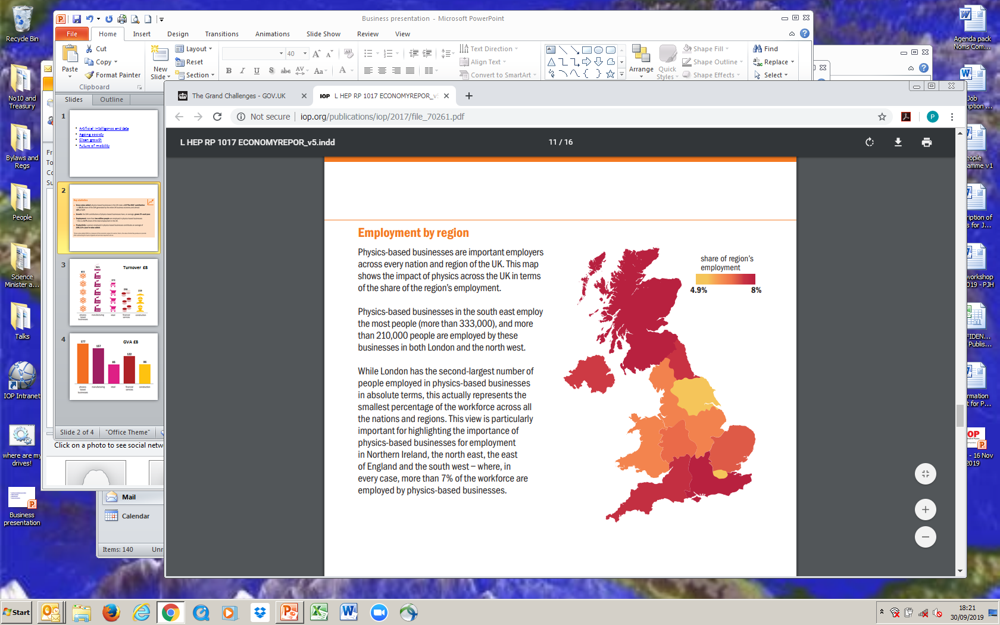 Business presentation - Microsoft PowerPoint
File Home Insert Design Transitions Animations Slide Show Review View
Paste
Cut
Copy
Format Painter
Clipboard
New
Slide
Layout
Reset
Section
40
Text Direction
Align Text
Convert to SmartArt
Arrange
Quick
Styles
Shape Fill
Shape Outline
Shape Effects
Find
Replace
Select
Slides Outline
1
Artificial Intelligence and data
Ageing society
Clean growth
Future of mobility
2
Key statistics
3
Turnover £B
4
GVA £B
177
157
85
122
86
Slide 2 of 4 "Office Theme"
Click on a photo to see social netw
Mail
Calendar
Items: 140 Unr
The Grand Challenges - GOV.UK
IOP L HEP RP 1017 ECONOMYREPOR_v5
Not secure iop.org/publications/iop/2017/file_70261.pdf
P
L HEP RP 1017 ECONOMYREPOR_v5.indd
11 / 16
Employment by region
Physics-based businesses are important employers
across every nation and region of the UK. This map
shows the impact of physics across the UK in terms
of the share of the region's employment.
Physics-based businesses in the south east employ
the most people (more than 333,000), and more
than 210,000 people are employed by these
businesses in both London and the north west.
While London has the second-largest number of
people employed in physics-based businesses
in absolute terms, this actually represents the
smallest percentage of the workforce across all
the nations and regions. This view is particularly
important for highlighting the importance of
physics-based businesses for employment
in Northern Ireland, the north east, the east
of England and the south west – where, in
every case, more than 7% of the workforce are
employed by physics-based businesses.
share of region's
employment
4.9% 8%
Recycle Bin
No10 and
Treasury
Bylaws and
Regs
People
Science
Minister a...
Talks
IOP Intranet
where are my
drives!
Business
presentation
Agenda pack
Noms Com...
Job
iption ...
eople
amme v1
ription of
s for J...
workshop
019 - PJH
FIDEN...
Publis...
rmation
t for P...
- 16 Nov
2019
Start
18:21
30/09/2019